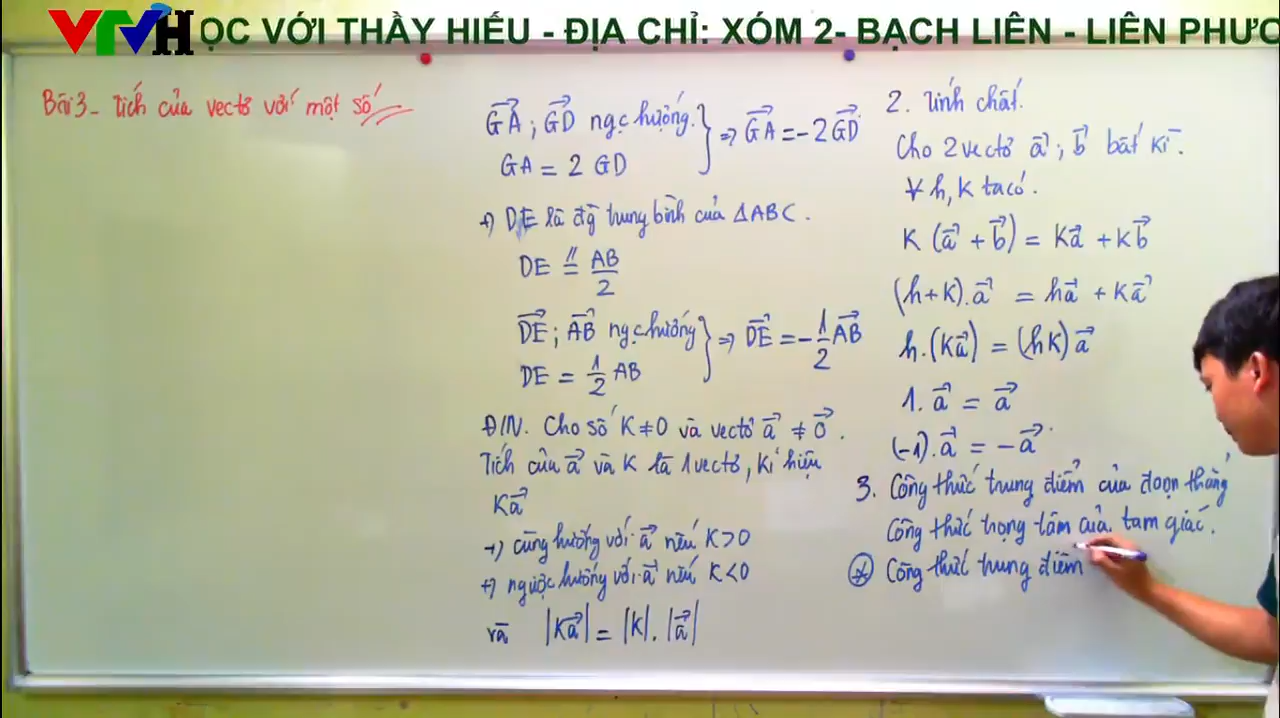 VTVH ỌC VỚI THẦY HIẾU - ĐỊA CHỈ: XÓM 2- BẠCH LIÊN - LIÊN PHƯƠ
Bài 3_ Tích của vectơ với một số
GA⃗ ; GD⃗ ngc hướng. } ⇒ GA⃗ = -2 GD⃗
GA = 2 GD
+) DE là đg trung bình của ΔABC.
DE // = AB/2
DE⃗ ; AB⃗ ngc hướng } ⇒ DE⃗ = -1/2 AB⃗
DE = 1/2 AB
Đ/N. Cho số K ≠ 0 và vectơ a⃗ ≠ 0⃗ .
Tích của a⃗ và K là 1 vectơ, kí hiệu
Ka⃗
+) cùng hướng với a⃗ nếu K > 0
+) ngược hướng với a⃗ nếu K < 0
và |Ka⃗| = |K| . |a⃗|
2. Tính chất.
Cho 2 vectơ a⃗ ; b⃗ bất kì.
∀ h, K ta có.
K (a⃗ + b⃗) = Ka⃗ + Kb⃗
(h+K). a⃗ = ha⃗ + Ka⃗
h.(Ka⃗) = (hK) a⃗
1. a⃗ = a⃗
(-1). a⃗ = - a⃗
3. Công thức trung điểm của đoạn thẳng
Công thức trọng tâm của tam giác.
* Công thức trung điểm